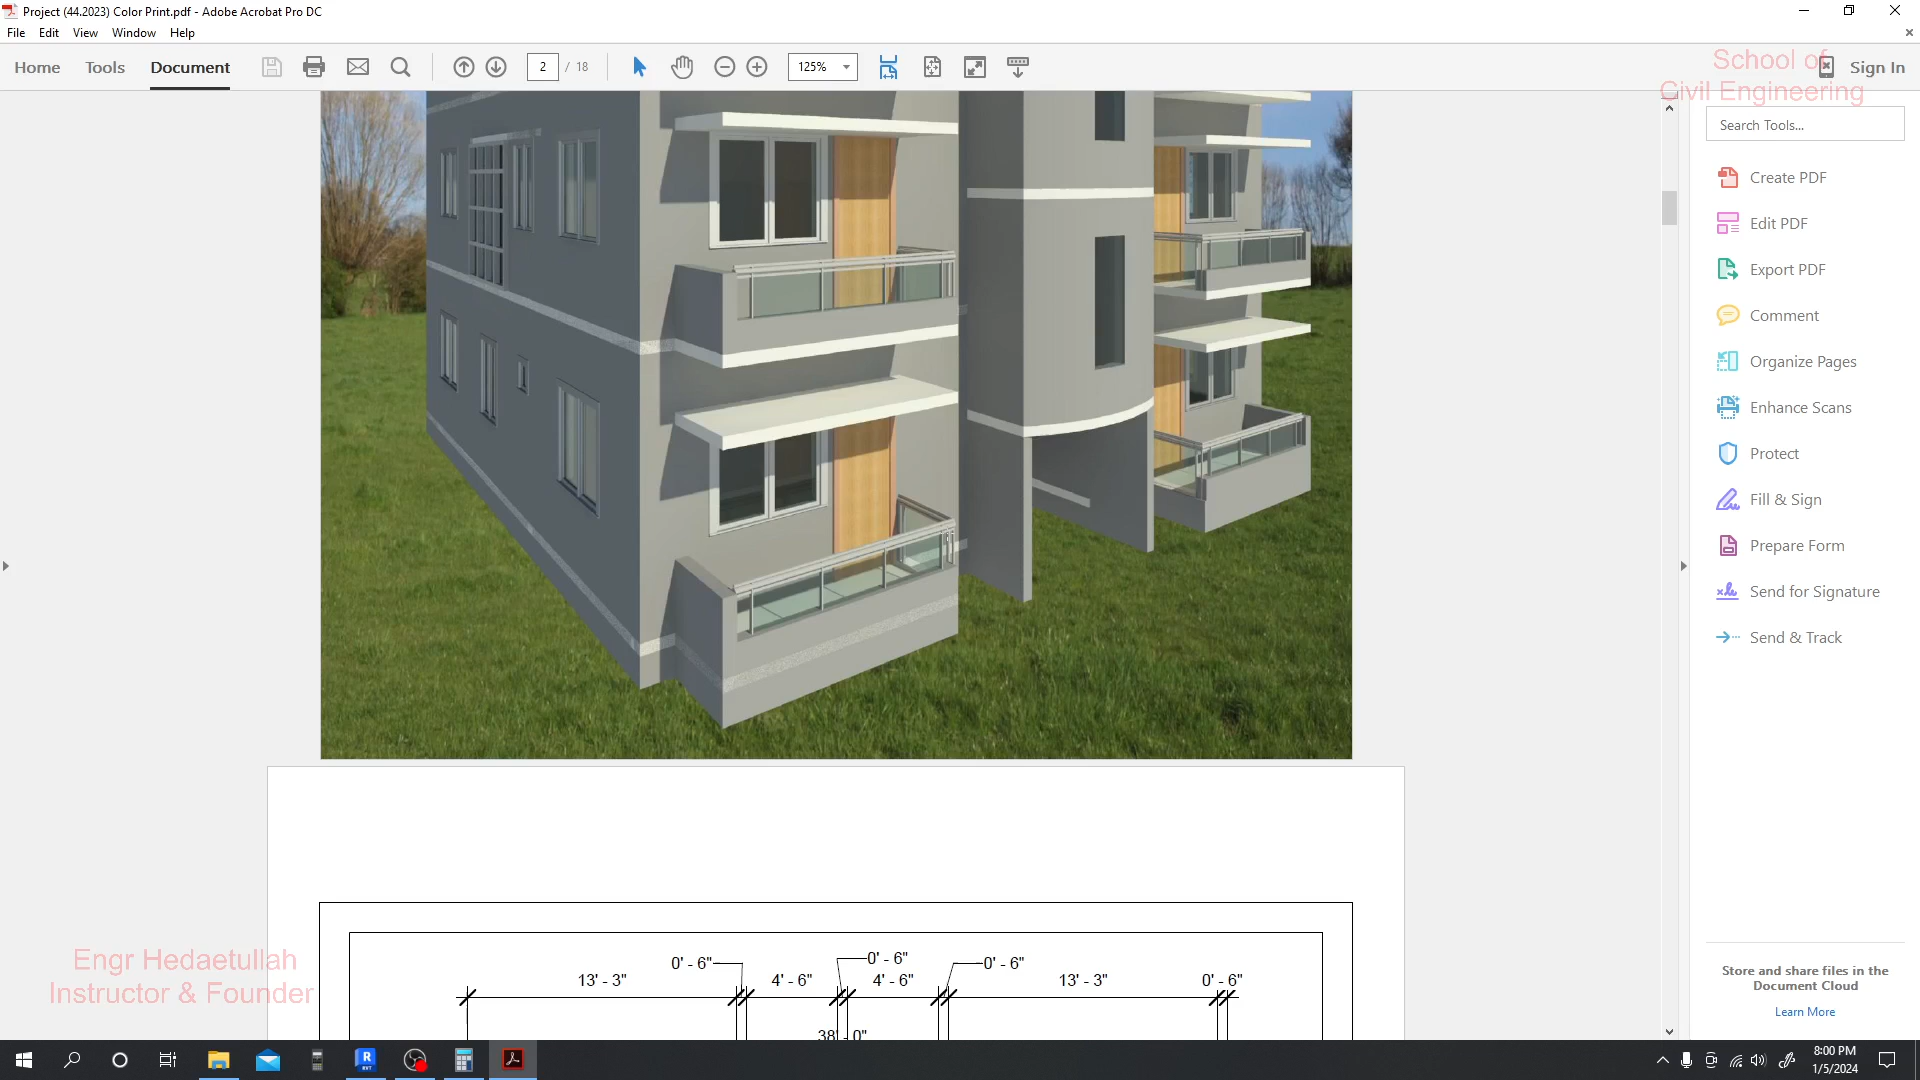 Project (44.2023) Color Print.pdf - Adobe Acrobat Pro DC
File Edit View Window Help
Home Tools Document 2 / 18 125% Sign In
School of
Civil Engineering
Search Tools...
Create PDF
Edit PDF
Export PDF
Comment
Organize Pages
Enhance Scans
Protect
Fill & Sign
Prepare Form
Send for Signature
Send & Track
Store and share files in the
Document Cloud
Learn More
Engr Hedaetullah
Instructor & Founder
0' - 6" 0' - 6" 0' - 6"
13' - 3" 4' - 6" 4' - 6" 13' - 3" 0' - 6"
38' - 0"
R
RVT
8:00 PM
1/5/2024